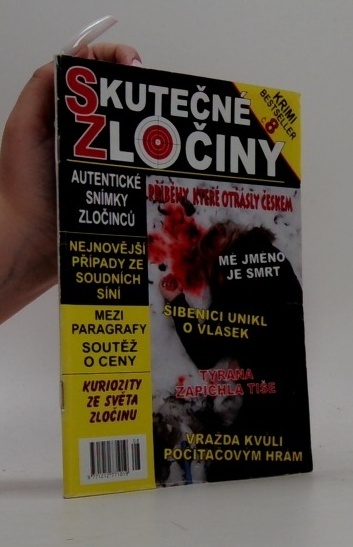 SKUTEČNÉ
ZLOČINY
KRIMI
BESTSELLER
č.8
AUTENTICKÉ
SNÍMKY
ZLOČINCŮ
NEJNOVĚJŠÍ
PŘÍPADY ZE
SOUDNÍCH
SÍNÍ
MEZI
PARAGRAFY
SOUTĚŽ
O CENY
KURIOZITY
ZE SVĚTA
ZLOČINU
PŘÍBĚHY, KTERÉ OTŘÁSLY ČESKEM
MÉ JMÉNO
JE SMRT
ŠIBENICI UNIKL
O VLÁSEK
TYRANA
ZAPÍCHLA TIŠE
VRAŽDA KVŮLI
POČÍTAČOVÝM HRÁM